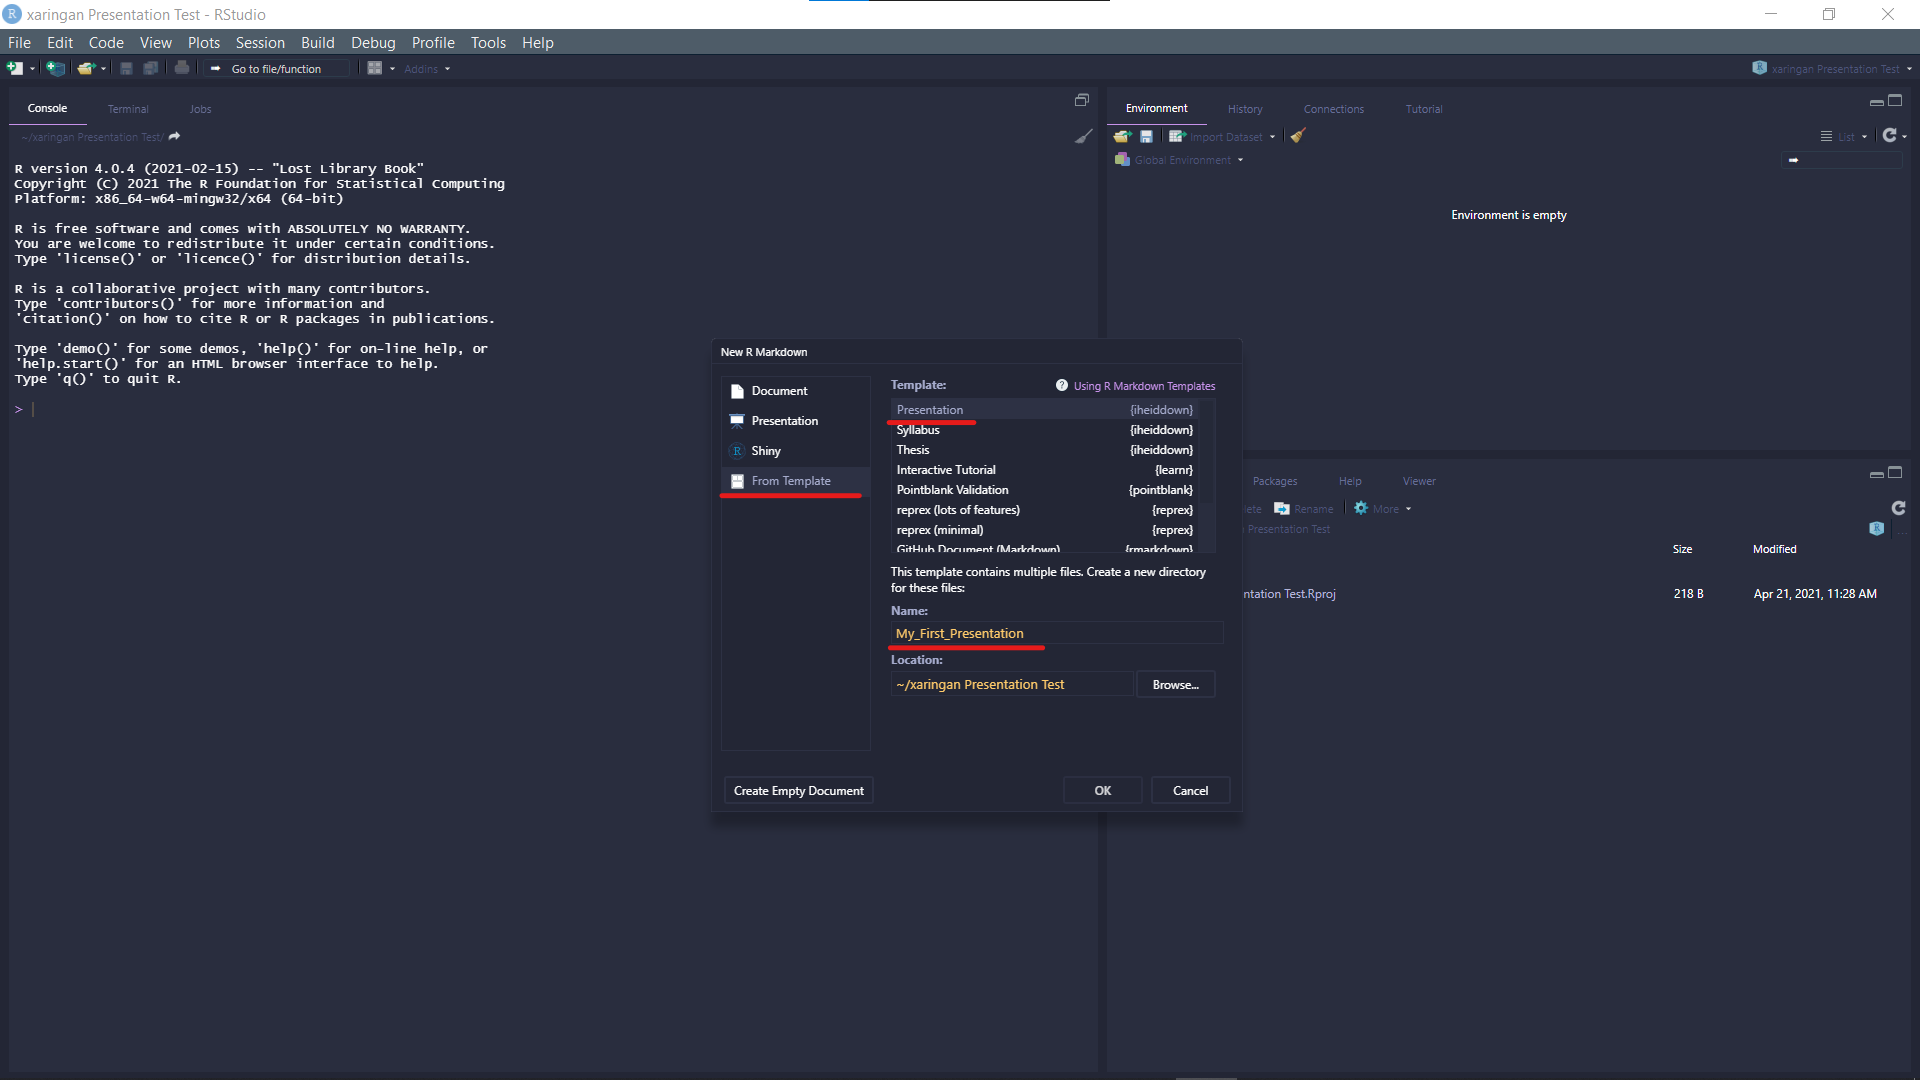 xaringan Presentation Test - RStudio
File Edit Code View Plots Session Build Debug Profile Tools Help
Go to file/function Addins xaringan Presentation Test
Console Terminal Jobs
~/xaringan Presentation Test/
R version 4.0.4 (2021-02-15) -- "Lost Library Book"
Copyright (C) 2021 The R Foundation for Statistical Computing
Platform: x86_64-w64-mingw32/x64 (64-bit)
R is free software and comes with ABSOLUTELY NO WARRANTY.
You are welcome to redistribute it under certain conditions.
Type 'license()' or 'licence()' for distribution details.
R is a collaborative project with many contributors.
Type 'contributors()' for more information and
'citation()' on how to cite R or R packages in publications.
Type 'demo()' for some demos, 'help()' for on-line help, or
'help.start()' for an HTML browser interface to help.
Type 'q()' to quit R.
>
Environment History Connections Tutorial
Import Dataset List
Global Environment
Environment is empty
New R Markdown
Document
Presentation
Shiny
From Template
Template: Using R Markdown Templates
Presentation {iheiddown}
Syllabus {iheiddown}
Thesis {iheiddown}
Interactive Tutorial {learnr}
Pointblank Validation {pointblank}
reprex (lots of features) {reprex}
reprex (minimal) {reprex}
GitHub Document (Markdown) {rmarkdown}
This template contains multiple files. Create a new directory
for these files:
Name:
My_First_Presentation
Location:
~/xaringan Presentation Test Browse...
Create Empty Document OK Cancel
Packages Help Viewer
lete Rename More
Presentation Test
Size Modified
ntation Test.Rproj 218 B Apr 21, 2021, 11:28 AM